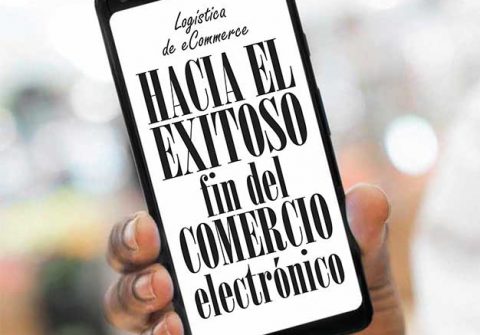 Logística
de eCommerce
HACIA EL
EXITOSO
fin del
COMERCIO
electrónico